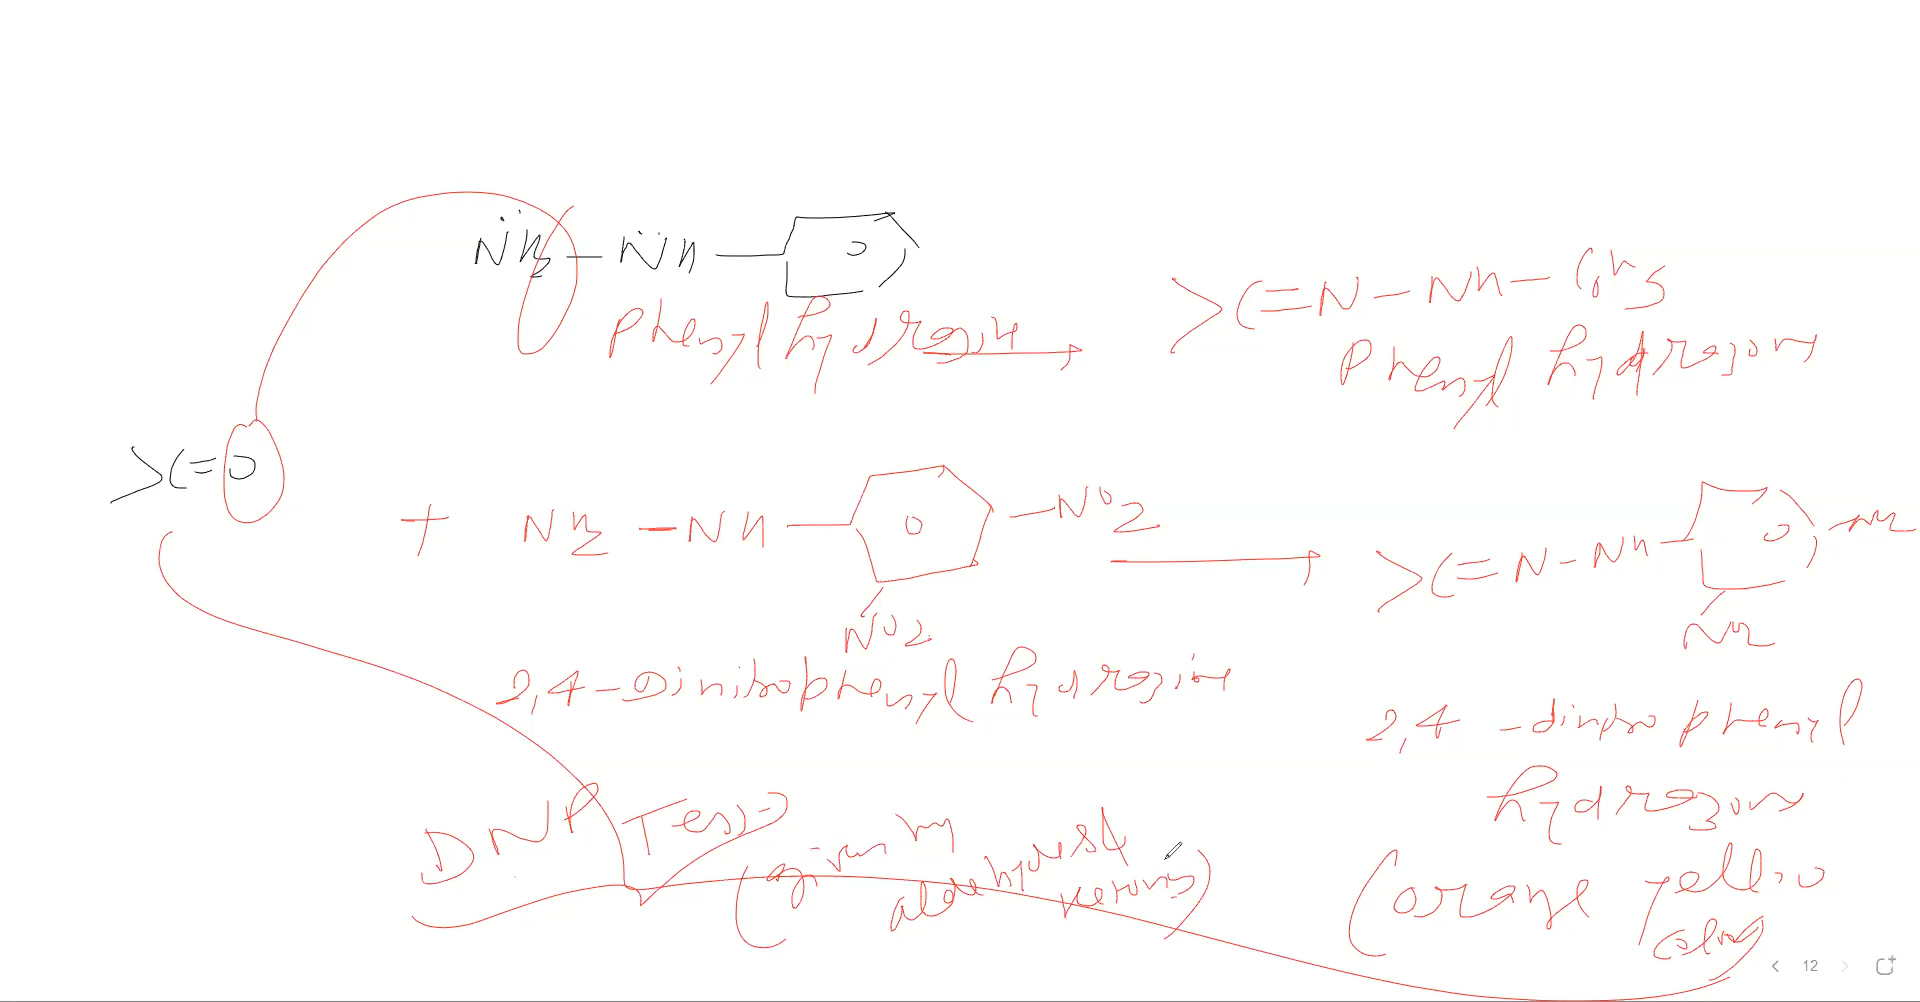 NH2 – NH –
Phenyl hydrazine
>C=N – NH – C6H5
Phenyl hydrazone
>C=O
+ NH2 – NH – – NO2
NO2
>C=N – NH – – NO2
NO2
2,4-Dinitrophenyl hydrazine
2,4 - dinitro phenyl
hydrazone
DNP Test
(given by
aldehydes &
ketones)
(orange yellow
colour)
12